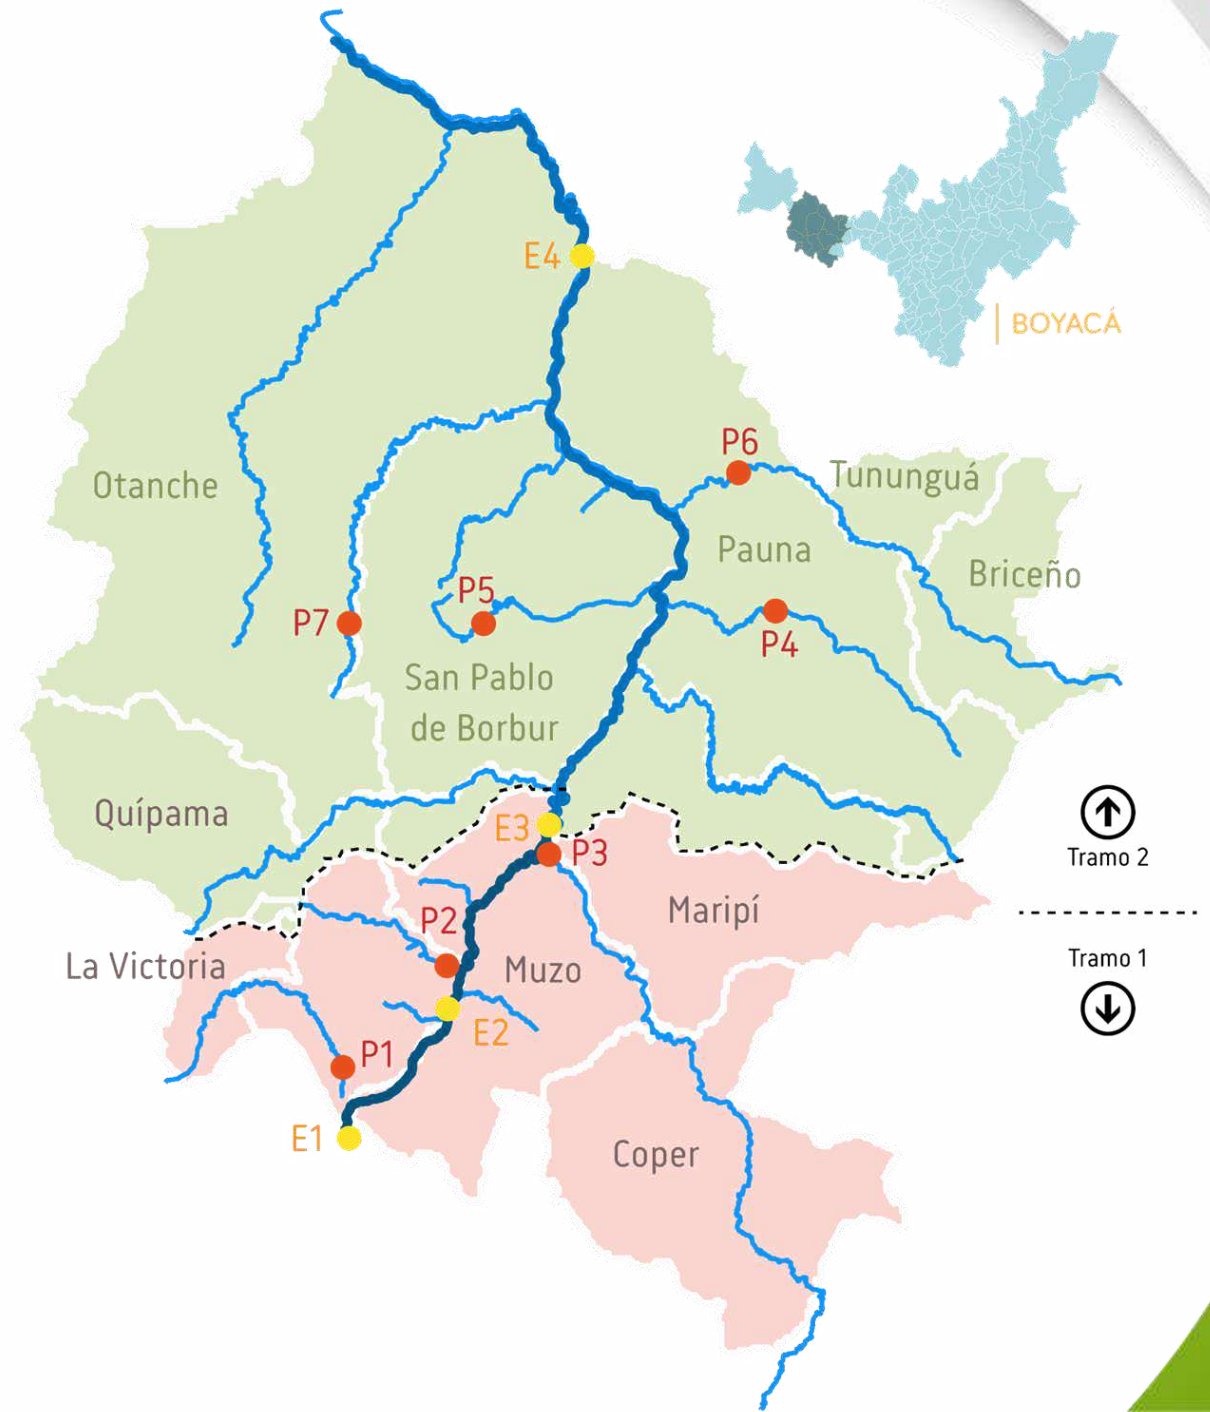 E4
BOYACÁ
P6
Otanche
Tununguá
Pauna
Briceño
P5
P7
P4
San Pablo
de Borbur
Quípama
E3
P3
Tramo 2
Maripí
P2
La Victoria
Muzo
Tramo 1
E2
P1
E1
Coper